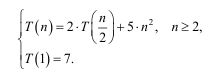 T(n) = 2 · T(n/2) + 5 · n², n ≥ 2,
T(1) = 7.